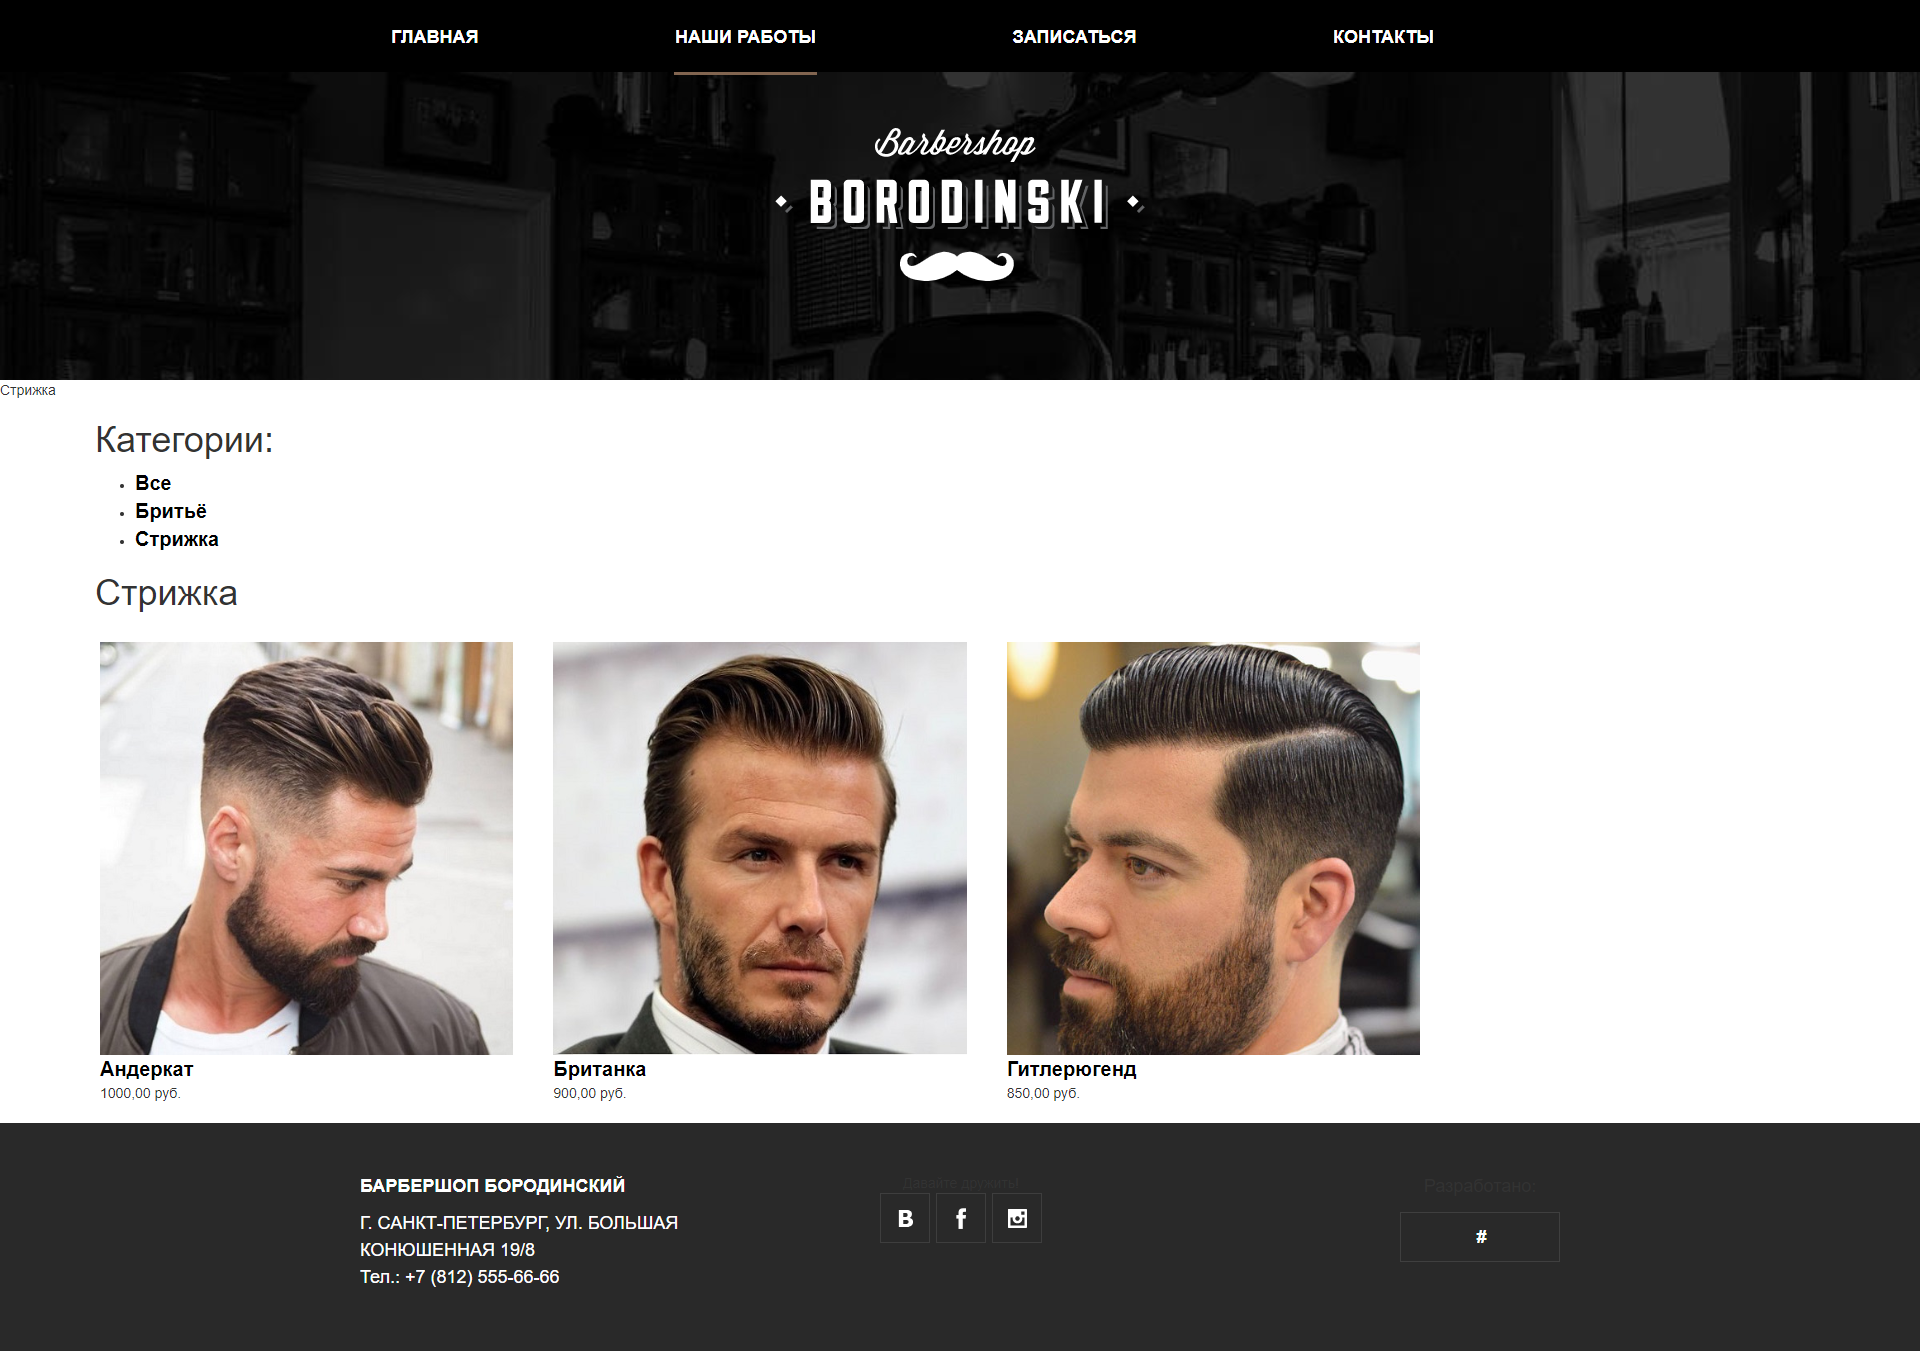 ГЛАВНАЯ
НАШИ РАБОТЫ
ЗАПИСАТЬСЯ
КОНТАКТЫ
Barbershop
BORODINSKI
Стрижка
Категории:
Все
Бритьё
Стрижка
Стрижка
Андеркат
1000,00 руб.
Британка
900,00 руб.
Гитлерюгенд
850,00 руб.
БАРБЕРШОП БОРОДИНСКИЙ
Г. САНКТ-ПЕТЕРБУРГ, УЛ. БОЛЬШАЯ
КОНЮШЕННАЯ 19/8
Тел.: +7 (812) 555-66-66
Давайте дружить!
B f
Разработано:
#